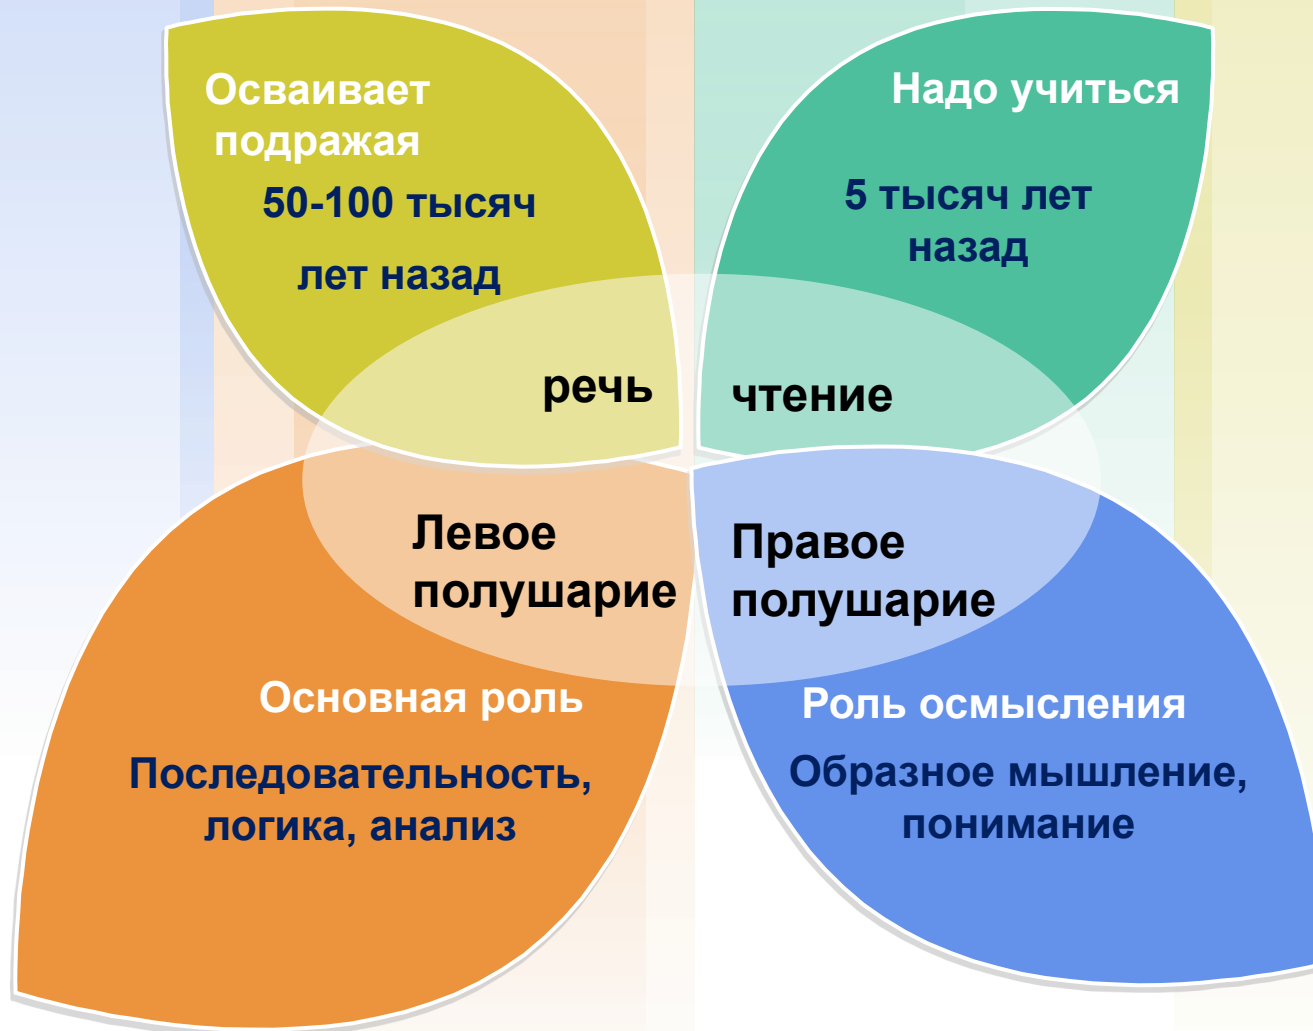 Осваивает
подражая
50-100 тысяч
лет назад
речь
Надо учиться
5 тысяч лет
назад
чтение
Левое
полушарие
Основная роль
Последовательность,
логика, анализ
Правое
полушарие
Роль осмысления
Образное мышление,
понимание